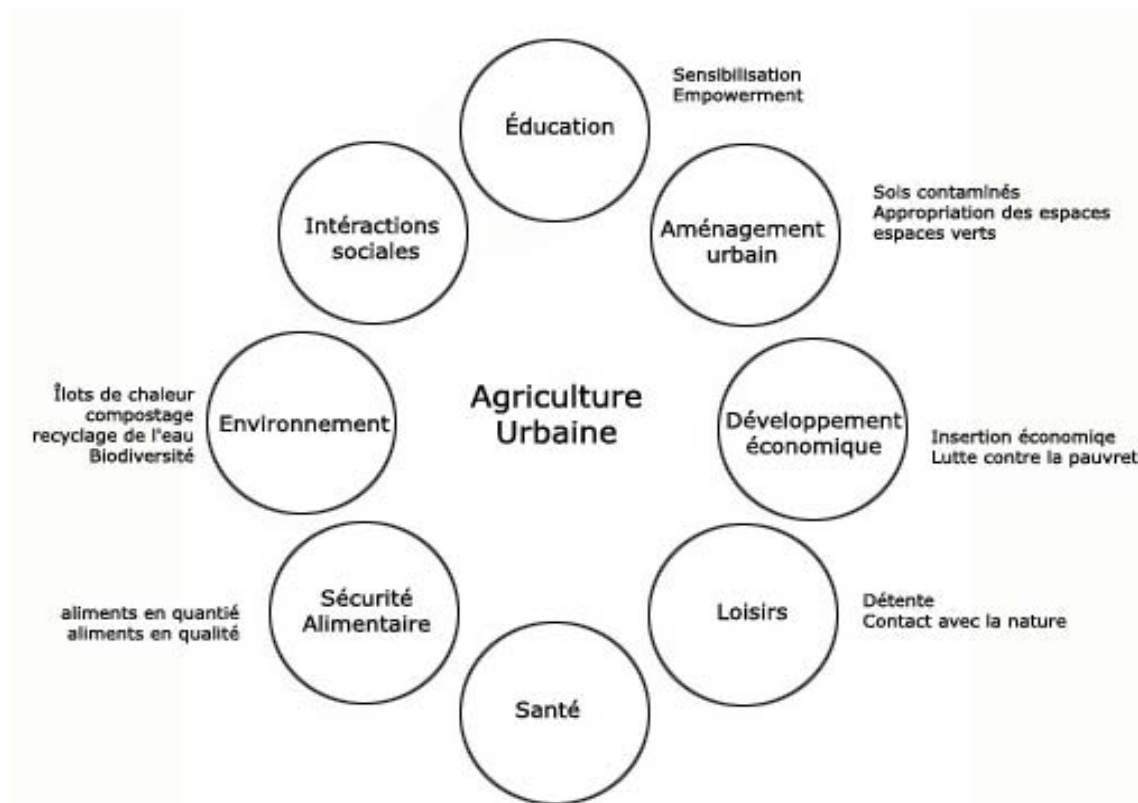 Sensibilisation
Empowerment
Éducation
Sols contaminés
Appropriation des espaces
espaces verts
Intéractions
sociales
Aménagement
urbain
Îlots de chaleur
compostage
recyclage de l'eau
Biodiversité
Environnement
Agriculture
Urbaine
Développement
économique
Insertion économiqe
Lutte contre la pauvret
aliments en quantié
aliments en qualité
Sécurité
Alimentaire
Loisirs
Détente
Contact avec la nature
Santé